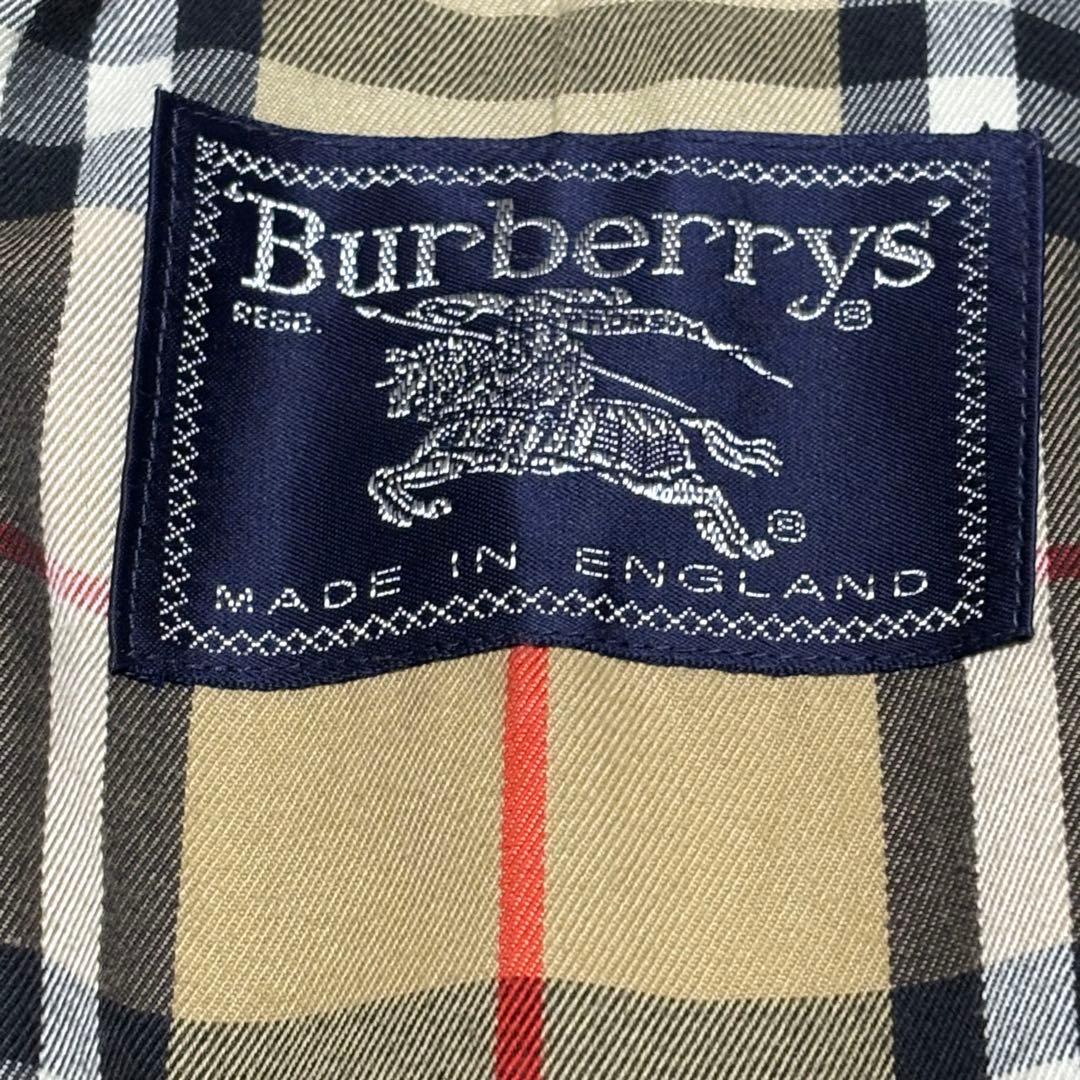 'Burberrys'
REGD. ®
®
MADE IN ENGLAND